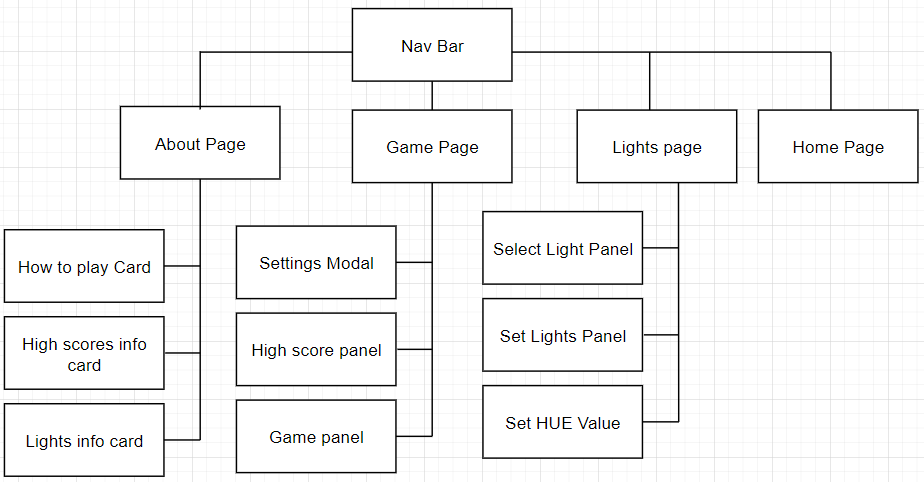 Nav Bar
About Page
Game Page
Lights page
Home Page
How to play Card
High scores info
card
Lights info card
Settings Modal
High score panel
Game panel
Select Light Panel
Set Lights Panel
Set HUE Value